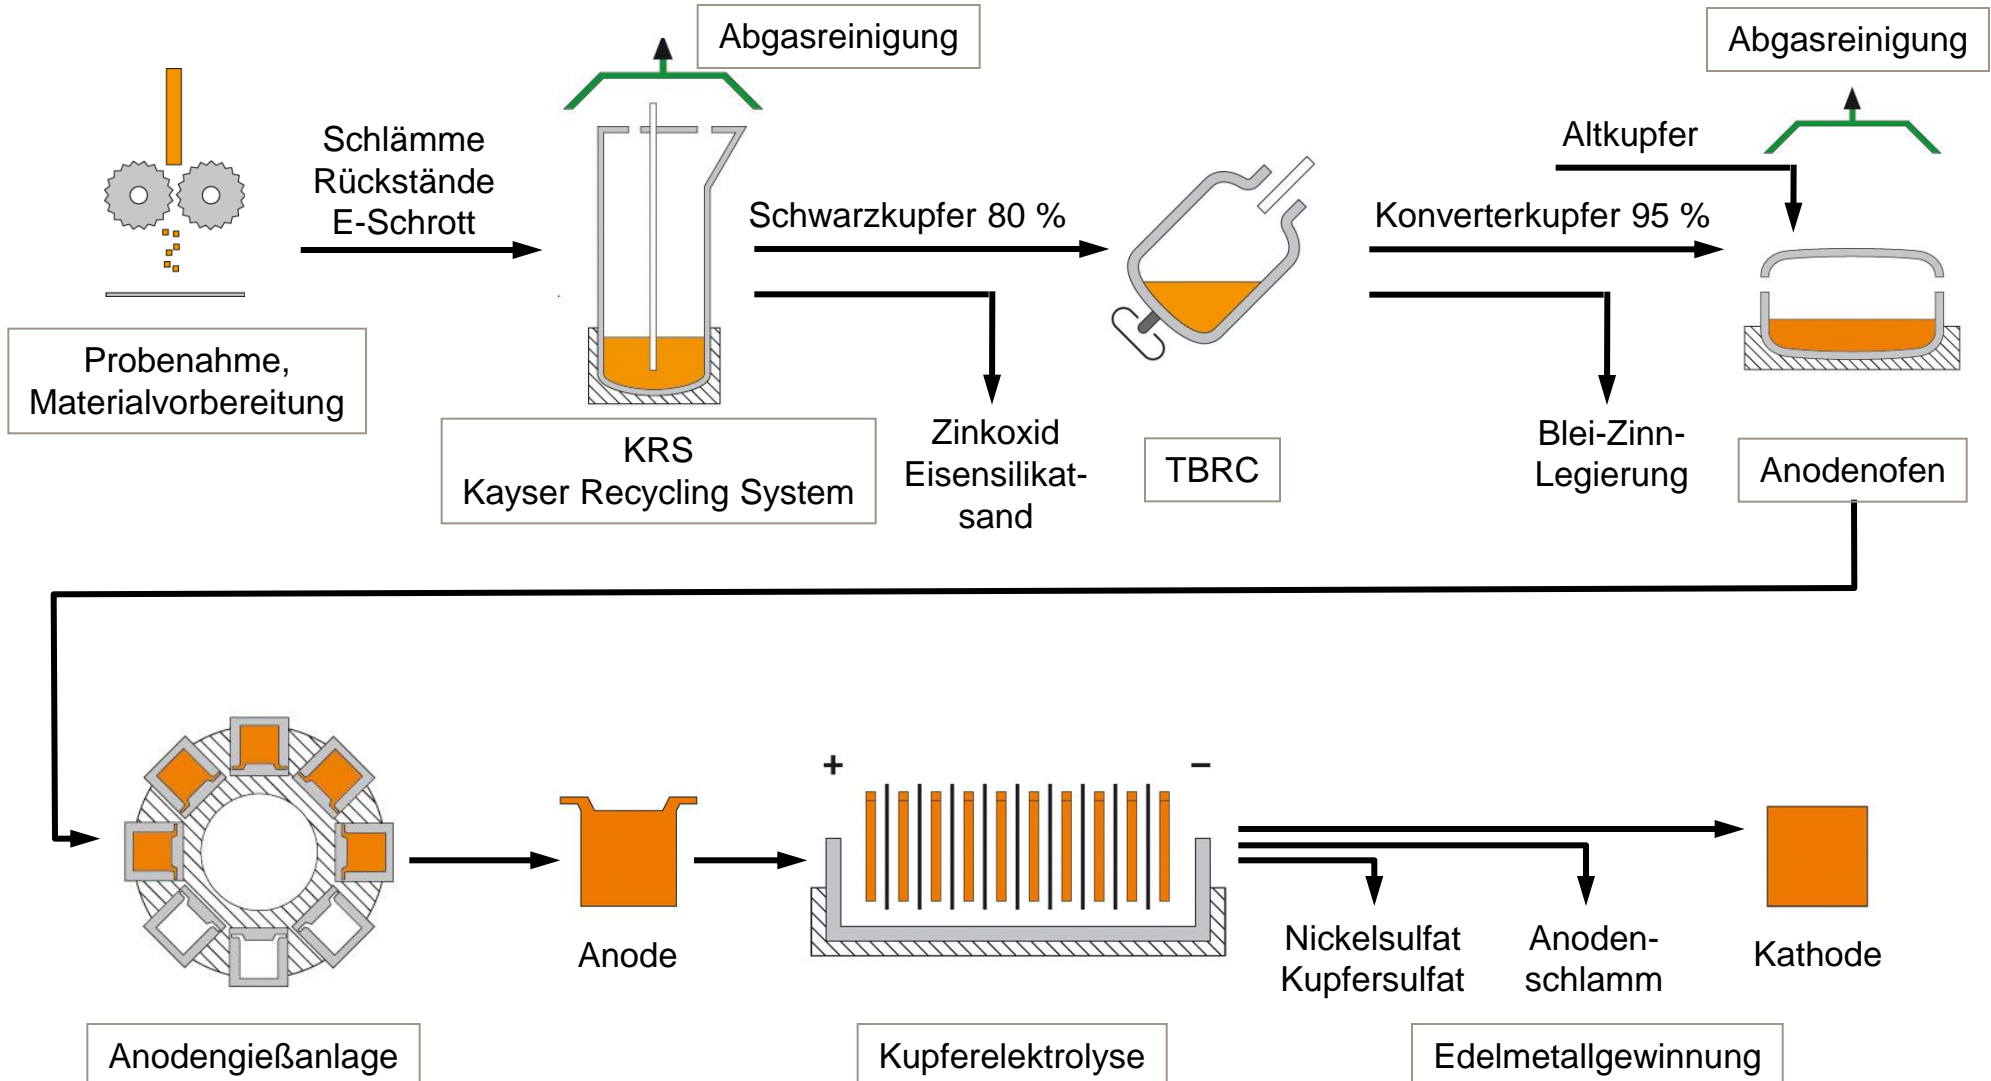 Abgasreinigung
Abgasreinigung
Schlämme
Rückstände
E-Schrott
Altkupfer
Schwarzkupfer 80 %
Konverterkupfer 95 %
Probenahme,
Materialvorbereitung
KRS
Kayser Recycling System
Zinkoxid
Eisensilikat-
sand
TBRC
Blei-Zinn-
Legierung
Anodenofen
+
−
Anode
Nickelsulfat
Kupfersulfat
Anoden-
schlamm
Kathode
Anodengießanlage
Kupferelektrolyse
Edelmetallgewinnung